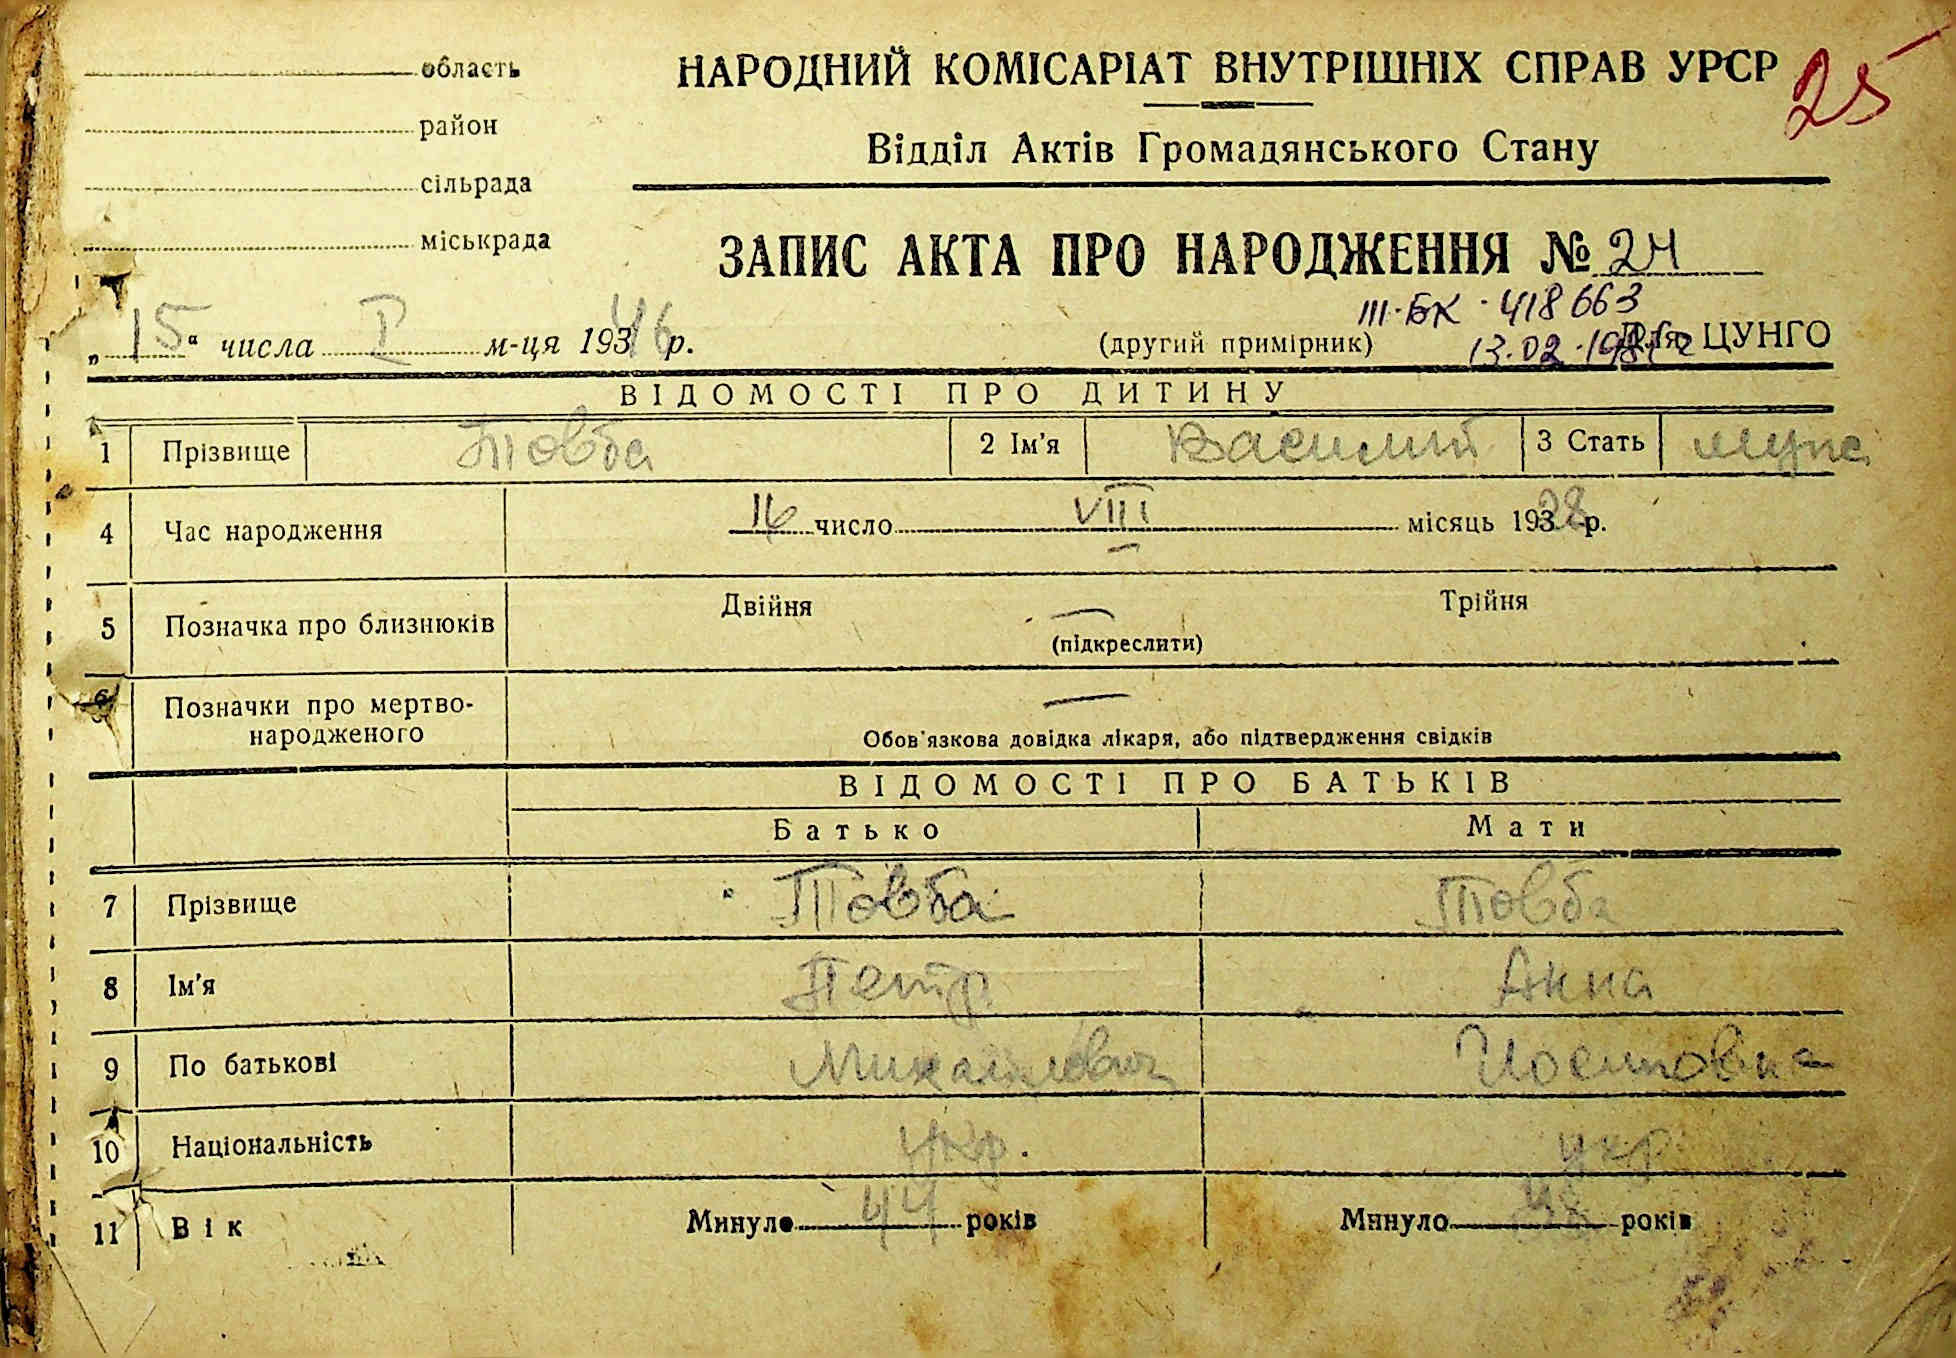 область
НАРОДНИЙ КОМІСАРІАТ ВНУТРІШНІХ СПРАВ УРСР
25
район
Відділ Актів Громадянського Стану
сільрада
міськрада
ЗАПИС АКТА ПРО НАРОДЖЕННЯ № 24
III-БК · 418663
„15“ числа I м-ця 1946 р. (другий примірник) Для ЦУНГО
13.02.
ВІДОМОСТІ ПРО ДИТИНУ
1 Прізвище Товба 2 Ім'я Василий 3 Стать
4 Час народження 16 число VIII місяць 1928 р.
5 Позначка про близнюків Двійня Трійня
(підкреслити)
6 Позначки про мертво-
народженого
Обов'язкова довідка лікаря, або підтвердження свідків
ВІДОМОСТІ ПРО БАТЬКІВ
Батько Мати
7 Прізвище Товба Товба
8 Ім'я Петр Анна
9 По батькові Михайлович Иосиповна
10 Національність укр. укр
11 Вік Минуло 44 років Минуло років